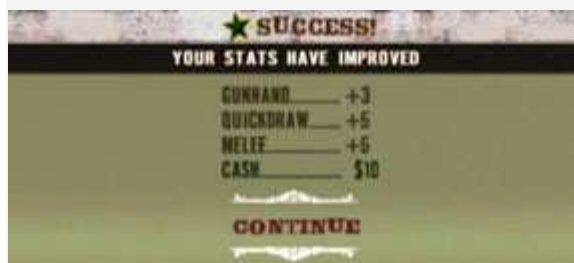 SUCCESS!
YOUR STATS HAVE IMPROVED
GUNHAND +3
QUICKDRAW +5
MELEE +5
CASH $10
CONTINUE